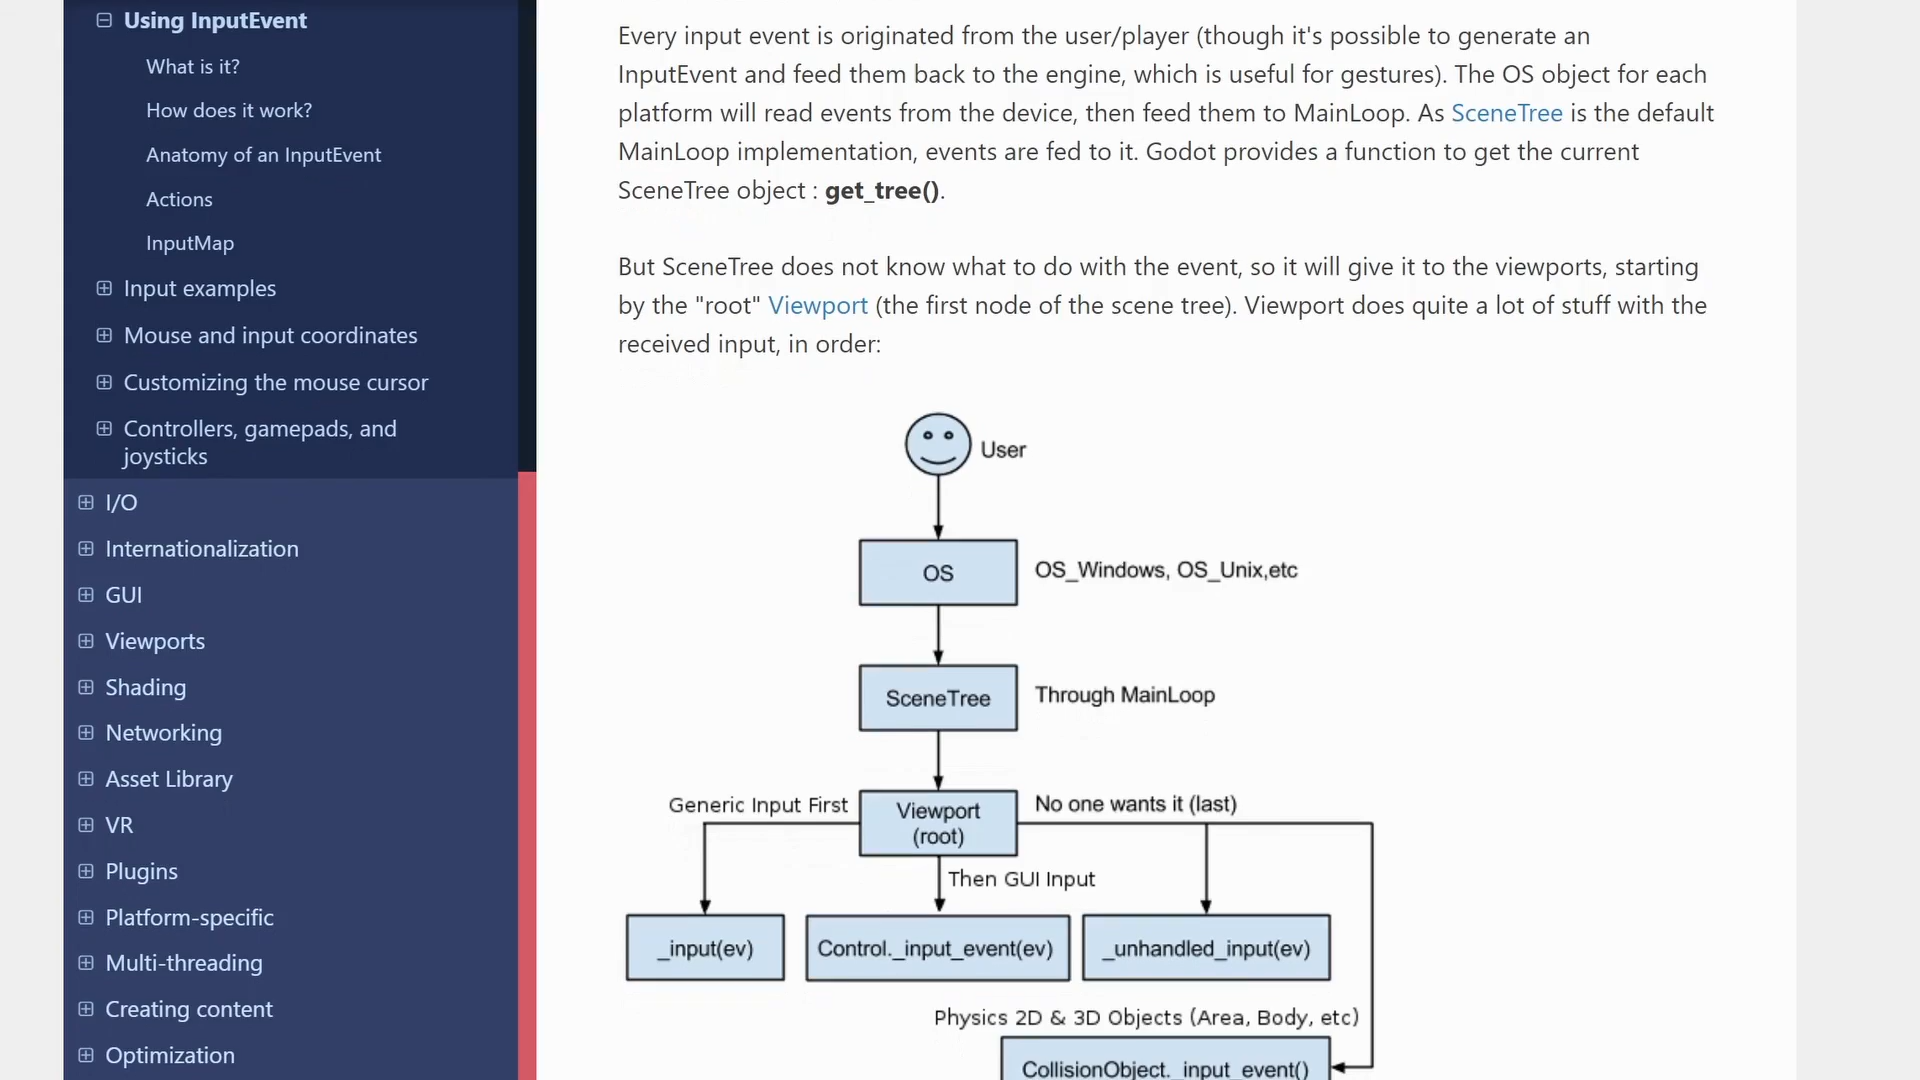 Using InputEvent
What is it?
How does it work?
Anatomy of an InputEvent
Actions
InputMap
Input examples
Mouse and input coordinates
Customizing the mouse cursor
Controllers, gamepads, and
joysticks
I/O
Internationalization
GUI
Viewports
Shading
Networking
Asset Library
VR
Plugins
Platform-specific
Multi-threading
Creating content
Optimization
Every input event is originated from the user/player (though it's possible to generate an
InputEvent and feed them back to the engine, which is useful for gestures). The OS object for each
platform will read events from the device, then feed them to MainLoop. As SceneTree is the default
MainLoop implementation, events are fed to it. Godot provides a function to get the current
SceneTree object : get_tree().
But SceneTree does not know what to do with the event, so it will give it to the viewports, starting
by the "root" Viewport (the first node of the scene tree). Viewport does quite a lot of stuff with the
received input, in order:
User
OS
OS_Windows, OS_Unix,etc
SceneTree
Through MainLoop
Generic Input First
Viewport
(root)
No one wants it (last)
Then GUI Input
_input(ev)
Control._input_event(ev)
_unhandled_input(ev)
Physics 2D & 3D Objects (Area, Body, etc)
CollisionObject._input_event()